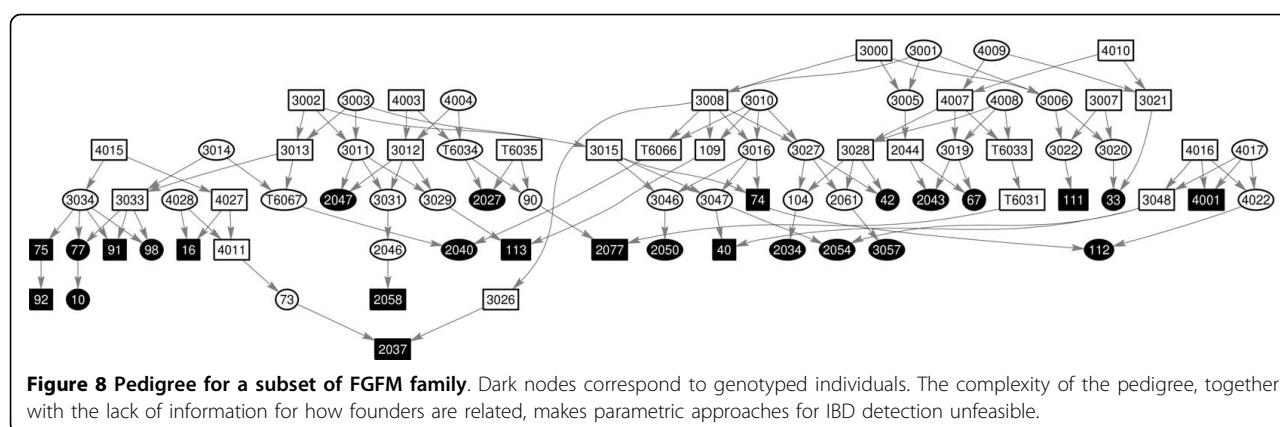 3000 3001 4009 4010
3002 3003 4003 4004 3008 3010 3005 4007 4008 3006 3007 3021
4015 3014 3013 3011 3012 T6034 T6035 3015 T6066 109 3016 3027 3028 2044 3019 T6033 3022 3020 4016 4017
3034 3033 4028 4027 T6067 2047 3031 3029 2027 90 3046 3047 74 104 2061 42 2043 67 T6031 111 33 3048 4001 4022
75 77 91 98 16 4011 2046 2040 113 2077 2050 40 2034 2054 3057 112
92 10 73 2058 3026
2037
Figure 8 Pedigree for a subset of FGFM family. Dark nodes correspond to genotyped individuals. The complexity of the pedigree, together
with the lack of information for how founders are related, makes parametric approaches for IBD detection unfeasible.